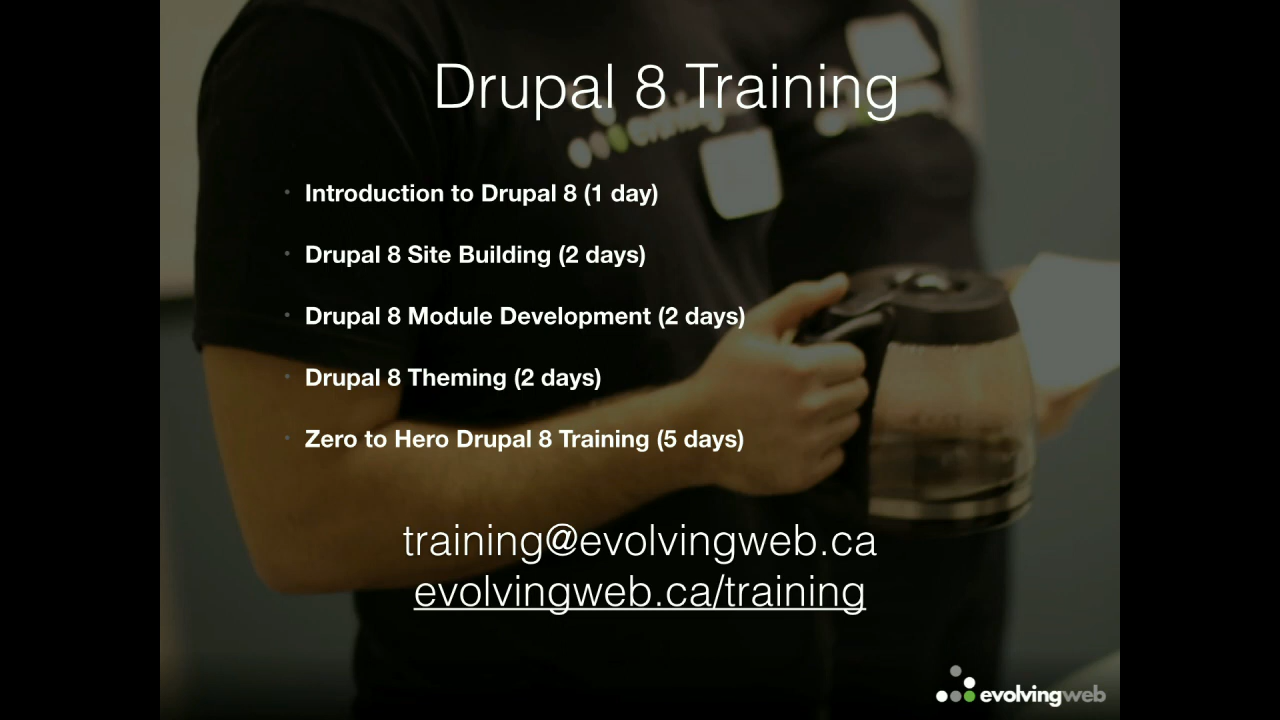 Drupal 8 Training
• Introduction to Drupal 8 (1 day)
• Drupal 8 Site Building (2 days)
• Drupal 8 Module Development (2 days)
• Drupal 8 Theming (2 days)
• Zero to Hero Drupal 8 Training (5 days)
training@evolvingweb.ca
evolvingweb.ca/training
evolvingweb